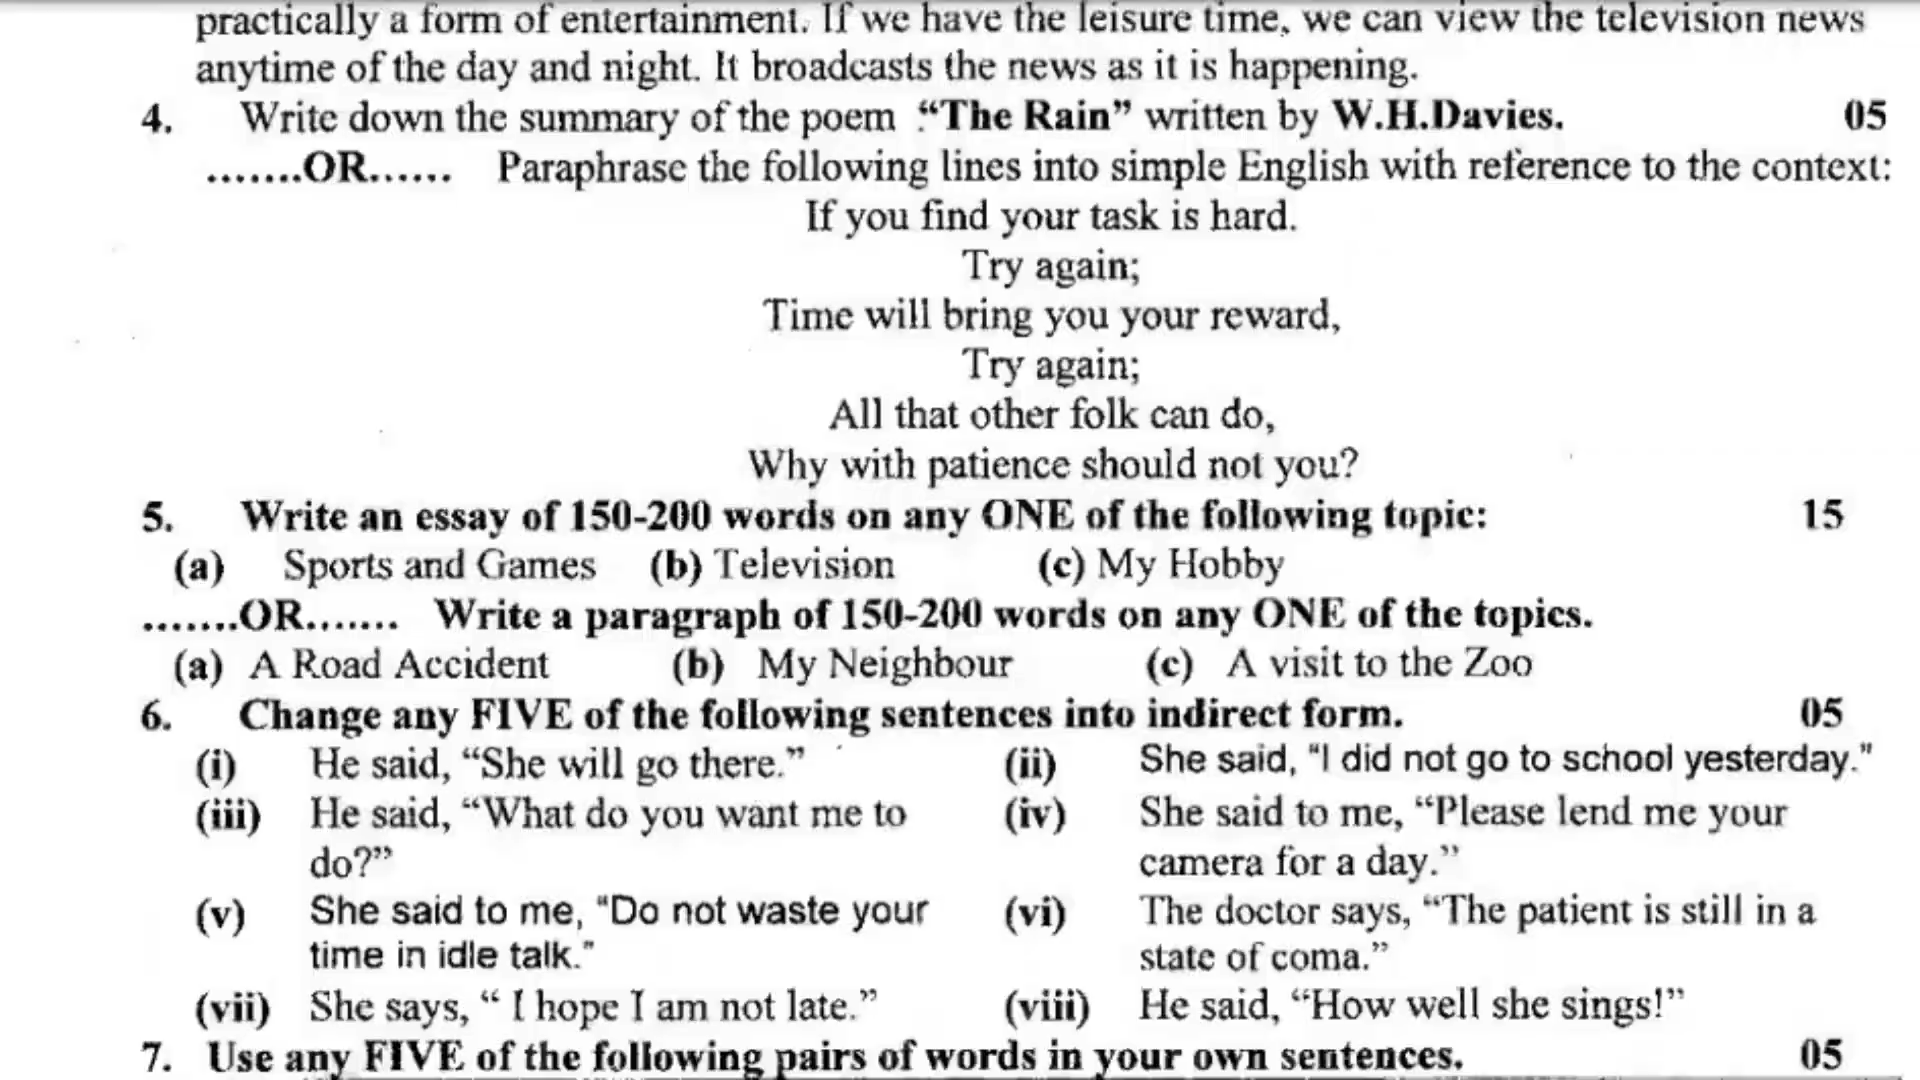 practically a form of entertainment. If we have the leisure time, we can view the television news
anytime of the day and night. It broadcasts the news as it is happening.
4. Write down the summary of the poem “The Rain” written by W.H.Davies. 05
.......OR...... Paraphrase the following lines into simple English with reference to the context:
If you find your task is hard.
Try again;
Time will bring you your reward,
Try again;
All that other folk can do,
Why with patience should not you?
5. Write an essay of 150-200 words on any ONE of the following topic: 15
(a) Sports and Games (b) Television (c) My Hobby
.......OR....... Write a paragraph of 150-200 words on any ONE of the topics.
(a) A Road Accident (b) My Neighbour (c) A visit to the Zoo
6. Change any FIVE of the following sentences into indirect form. 05
(i) He said, “She will go there.” (ii) She said, "I did not go to school yesterday."
(iii) He said, “What do you want me to
do?”
(iv) She said to me, “Please lend me your
camera for a day.”
(v) She said to me, "Do not waste your
time in idle talk."
(vi) The doctor says, “The patient is still in a
state of coma.”
(vii) She says, “ I hope I am not late.” (viii) He said, “How well she sings!”
7. Use any FIVE of the following pairs of words in your own sentences. 05